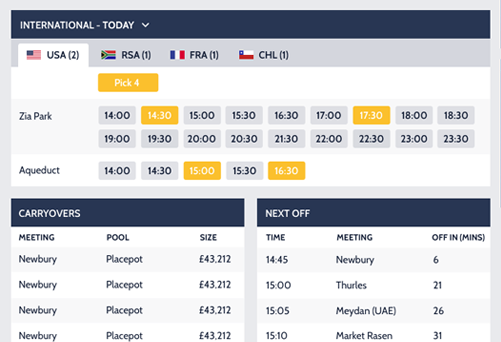 INTERNATIONAL - TODAY
USA (2) RSA (1) FRA (1) CHL (1)
Pick 4
Zia Park 14:00 14:30 15:00 15:30 16:30 17:00 17:30 18:00 18:30
19:00 19:30 20:00 20:30 21:30 22:00 22:30 23:00 23:30
Aqueduct 14:00 14:30 15:00 15:30 16:30
CARRYOVERS
MEETING POOL SIZE
Newbury Placepot £43,212
Newbury Placepot £43,212
Newbury Placepot £43,212
Newbury Placepot £43,212
NEXT OFF
TIME MEETING OFF IN (MINS)
14:45 Newbury 6
15:00 Thurles 21
15:05 Meydan (UAE) 26
15:10 Market Rasen 31